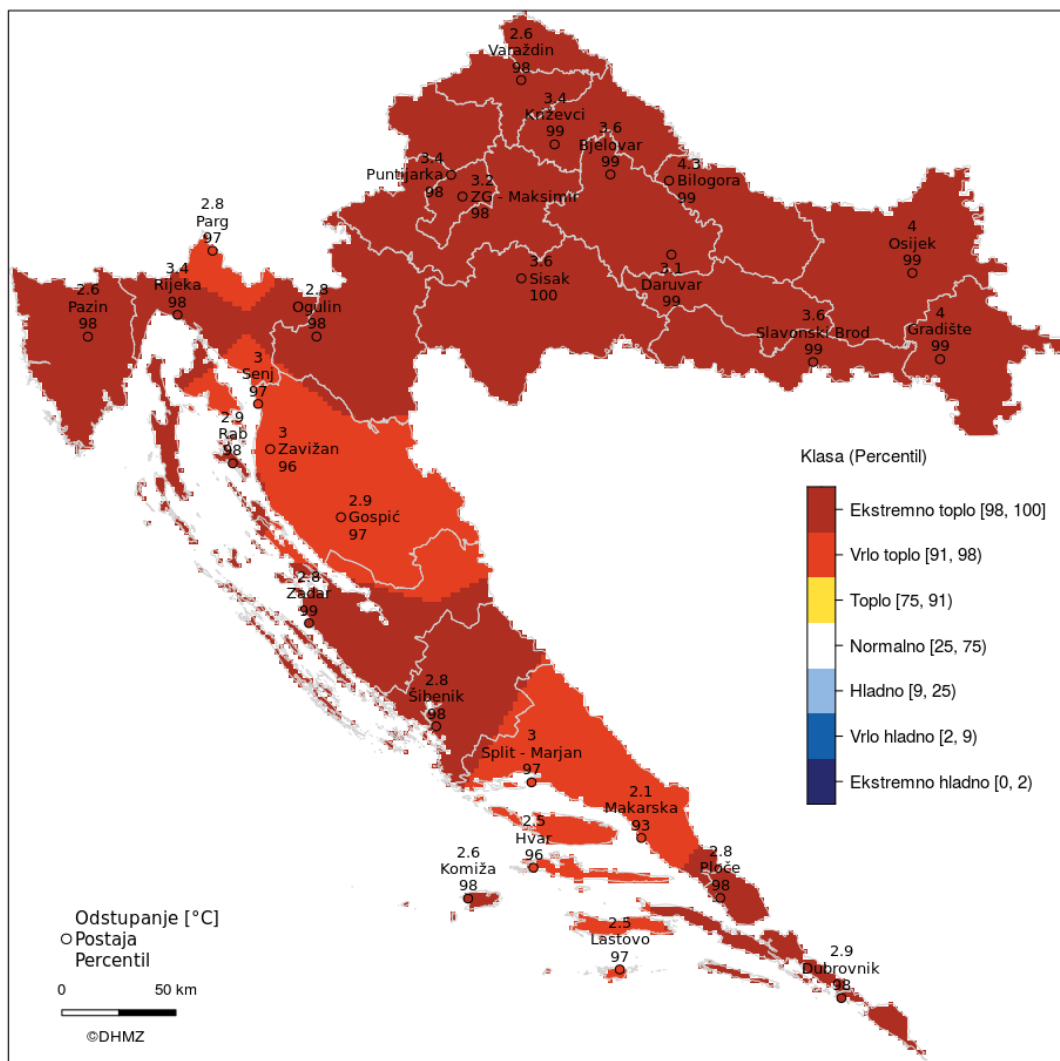 2.6
Varaždin
98
3.4
Križevci
99
3.6
Bjelovar
99
3.4
Puntijarka
98
3.2
ZG - Maksimir
98
4.3
Bilogora
99
2.8
Parg
97
4
Osijek
99
3.4
Rijeka
98
2.6
Pazin
98
2.8
Ogulin
98
3.6
Sisak
100
3.1
Daruvar
99
3.6
Slavonski Brod
99
4
Gradište
99
3
Senj
97
2.9
Rab
98
3
Zavižan
96
2.9
Gospić
97
2.8
Zadar
99
2.8
Šibenik
98
3
Split - Marjan
97
2.1
Makarska
93
2.5
Hvar
96
2.6
Komiža
98
2.8
Ploče
98
2.5
Lastovo
97
2.9
Dubrovnik
98
Klasa (Percentil)
Ekstremno toplo [98, 100]
Vrlo toplo [91, 98)
Toplo [75, 91)
Normalno [25, 75)
Hladno [9, 25)
Vrlo hladno [2, 9)
Ekstremno hladno [0, 2)
Odstupanje [°C]
Postaja
Percentil
0 50 km
©DHMZ